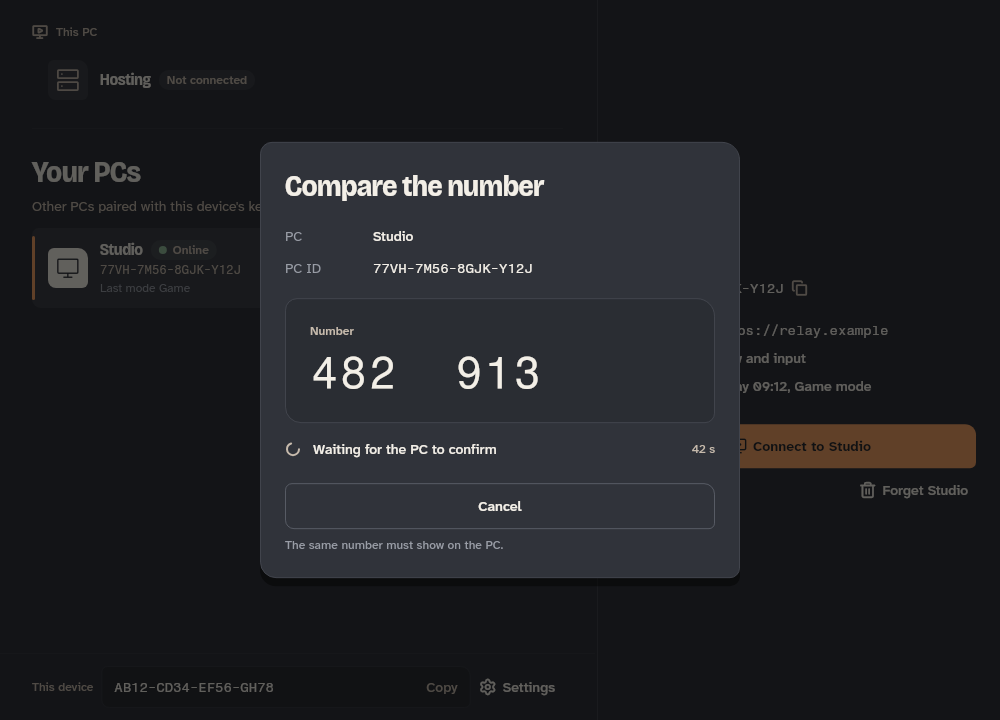 This PC
Hosting Not connected
Your PCs
Other PCs paired with this device's
Studio Online
77VH-7M56-8GJK-Y12J
Last mode Game
Compare the number
PC Studio
PC ID 77VH-7M56-8GJK-Y12J
Number
482 913
Waiting for the PC to confirm 42 s
Cancel
The same number must show on the PC.
-Y12J
s://relay.example
and input
09:12, Game mode
Connect to Studio
Forget Studio
This device AB12-CD34-EF56-GH78 Copy Settings